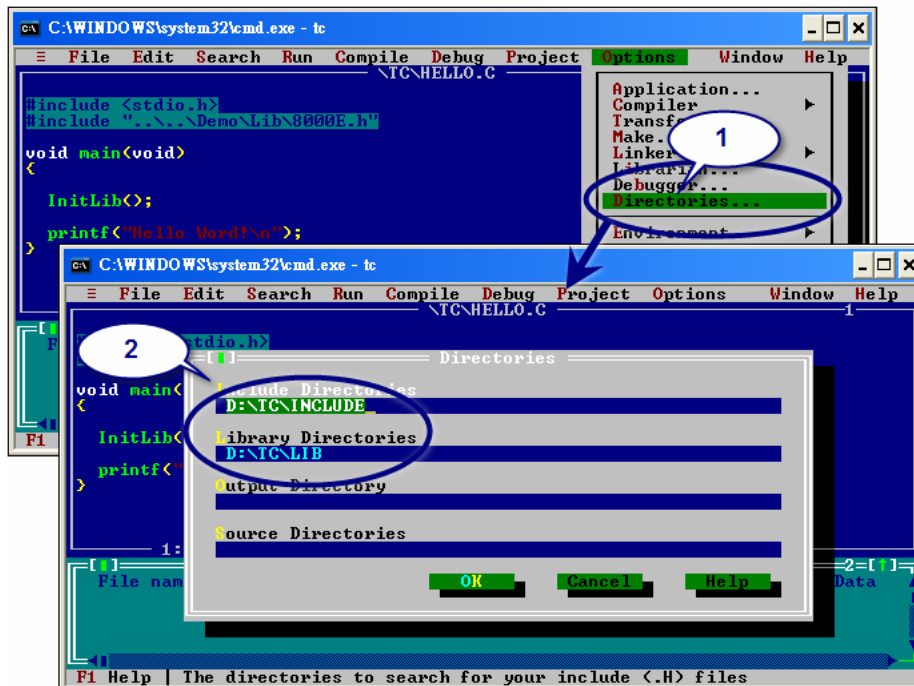 C:\WINDOWS\system32\cmd.exe - tc
≡ File Edit Search Run Compile Debug Project Options Window Help
\TC\HELLO.C
#include <stdio.h>
#include "..\..\Demo\Lib\8000E.h"
void main(void)
{
InitLib();
printf("Hello Word!\n");
}
Application...
Compiler
Make.
Linker
Debugger...
Directories...
1
F1
C:\WINDOWS\system32\cmd.exe - tc
≡ File Edit Search Run Compile Debug Project Options Window Help
\TC\HELLO.C 1
stdio.h>
void main(
{
InitLib(
printf("
}
1:
2
Directories
Include Directories
D:\TC\INCLUDE
Library Directories
D:\TC\LIB
Output Directory
Source Directories
OK Cancel Help
2
File nam Data
F1 Help | The directories to search for your include (.H) files